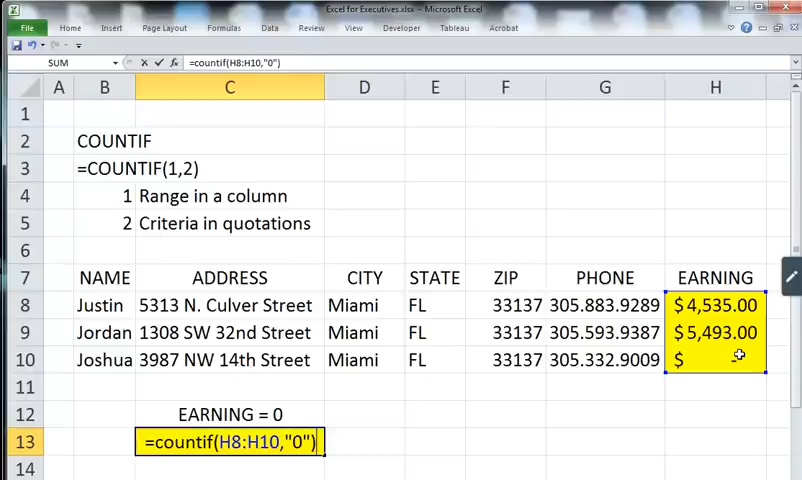 Excel for Executives.xlsx - Microsoft Excel
File Home Insert Page Layout Formulas Data Review View Developer Tableau Acrobat
SUM fx =countif(H8:H10,"0")
A B C D E F G H
1
2 COUNTIF
3 =COUNTIF(1,2)
4 1 Range in a column
5 2 Criteria in quotations
6
7 NAME ADDRESS CITY STATE ZIP PHONE EARNING
8 Justin 5313 N. Culver Street Miami FL 33137 305.883.9289 $ 4,535.00
9 Jordan 1308 SW 32nd Street Miami FL 33137 305.593.9387 $ 5,493.00
10 Joshua 3987 NW 14th Street Miami FL 33137 305.332.9009 $ -
11
12 EARNING = 0
13 =countif(H8:H10,"0")
14